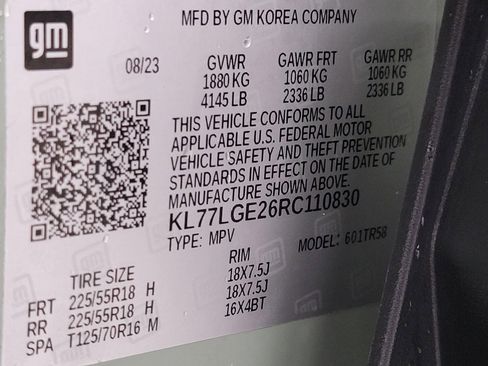 gm
MFD BY GM KOREA COMPANY
08/23 GVWR GAWR FRT GAWR RR
1880 KG 1060 KG 1060 KG
4145 LB 2336 LB 2336 LB
THIS VEHICLE CONFORMS TO ALL
APPLICABLE U.S. FEDERAL MOTOR
VEHICLE SAFETY AND THEFT PREVENTION
STANDARDS IN EFFECT ON THE DATE OF
MANUFACTURE SHOWN ABOVE.
KL77LGE26RC110830
TYPE: MPV MODEL: 601TR58
TIRE SIZE RIM
FRT 225/55R18 H 18X7.5J
RR 225/55R18 H 18X7.5J
SPA T125/70R16 M 16X4BT